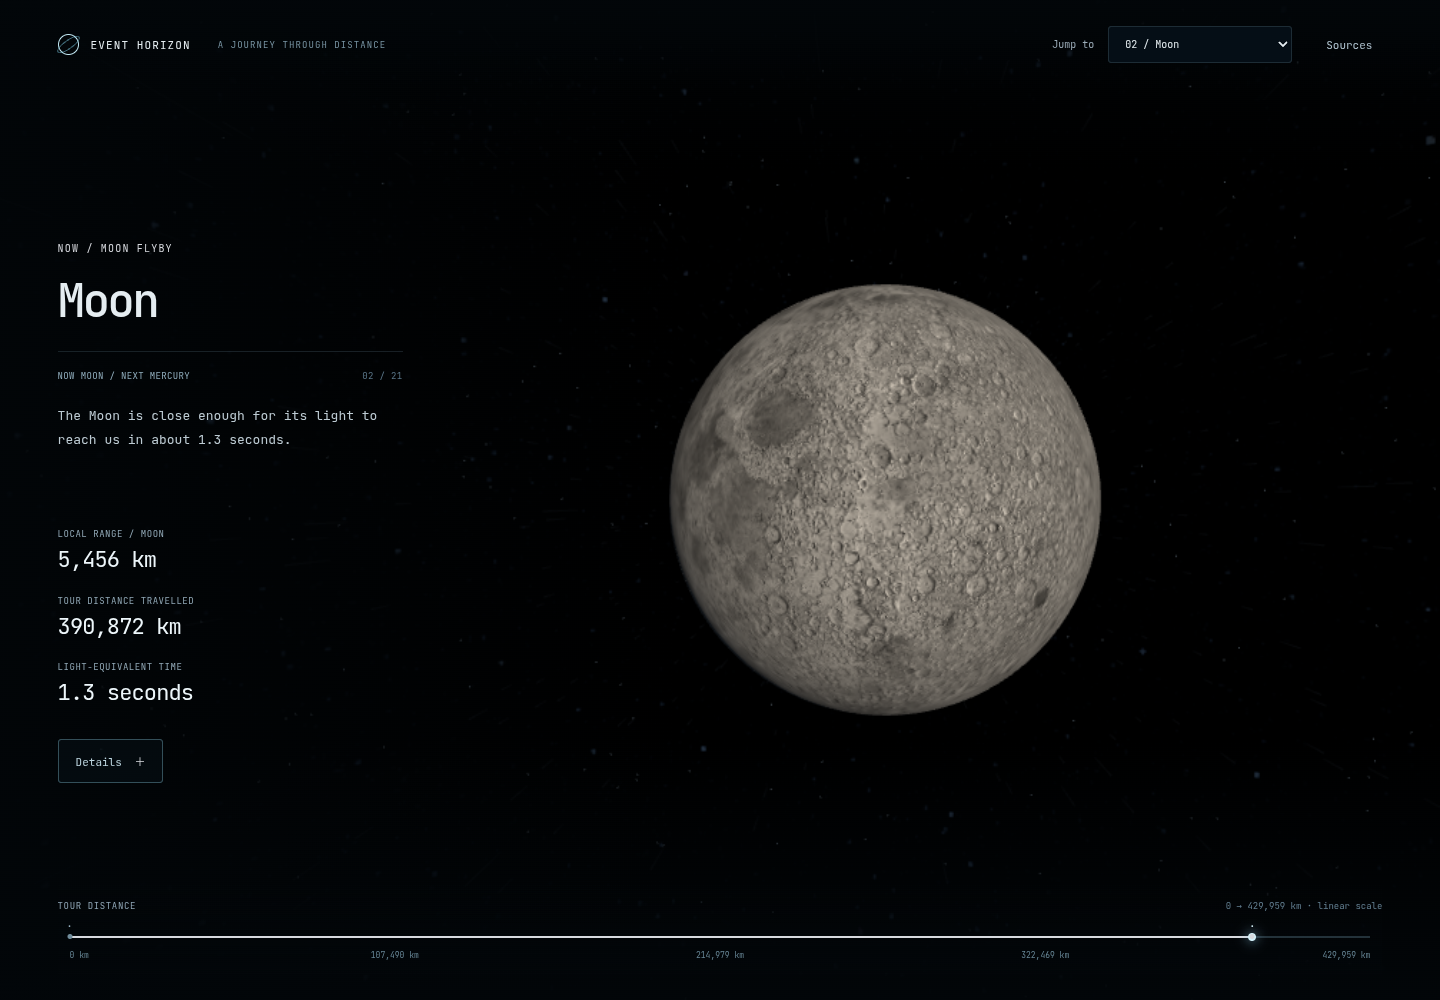 EVENT HORIZON
A JOURNEY THROUGH DISTANCE
Jump to
02 / Moon
Sources
NOW / MOON FLYBY
Moon
NOW MOON / NEXT MERCURY
02 / 21
The Moon is close enough for its light to
reach us in about 1.3 seconds.
LOCAL RANGE / MOON
5,456 km
TOUR DISTANCE TRAVELLED
390,872 km
LIGHT-EQUIVALENT TIME
1.3 seconds
Details +
TOUR DISTANCE
0 → 429,959 km · linear scale
0 km
107,490 km
214,979 km
322,469 km
429,959 km